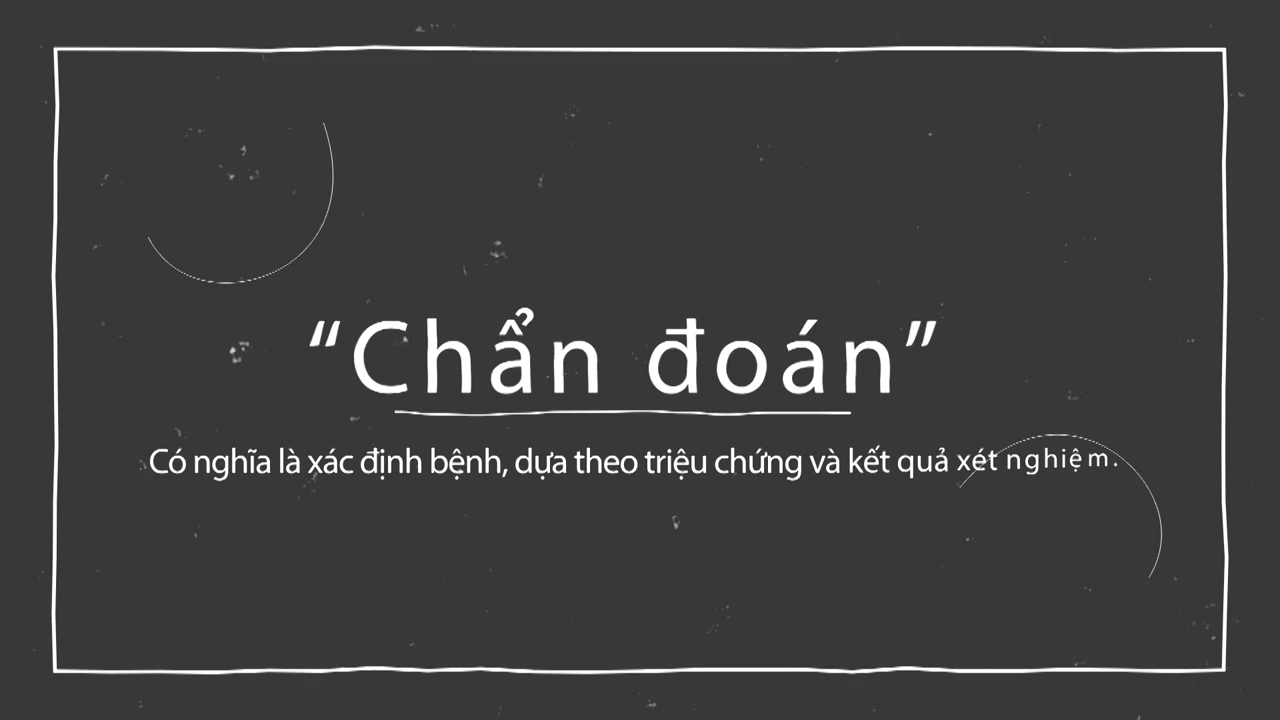 “Chẩn đoán”
Có nghĩa là xác định bệnh, dựa theo triệu chứng và kết quả xét nghiệm.